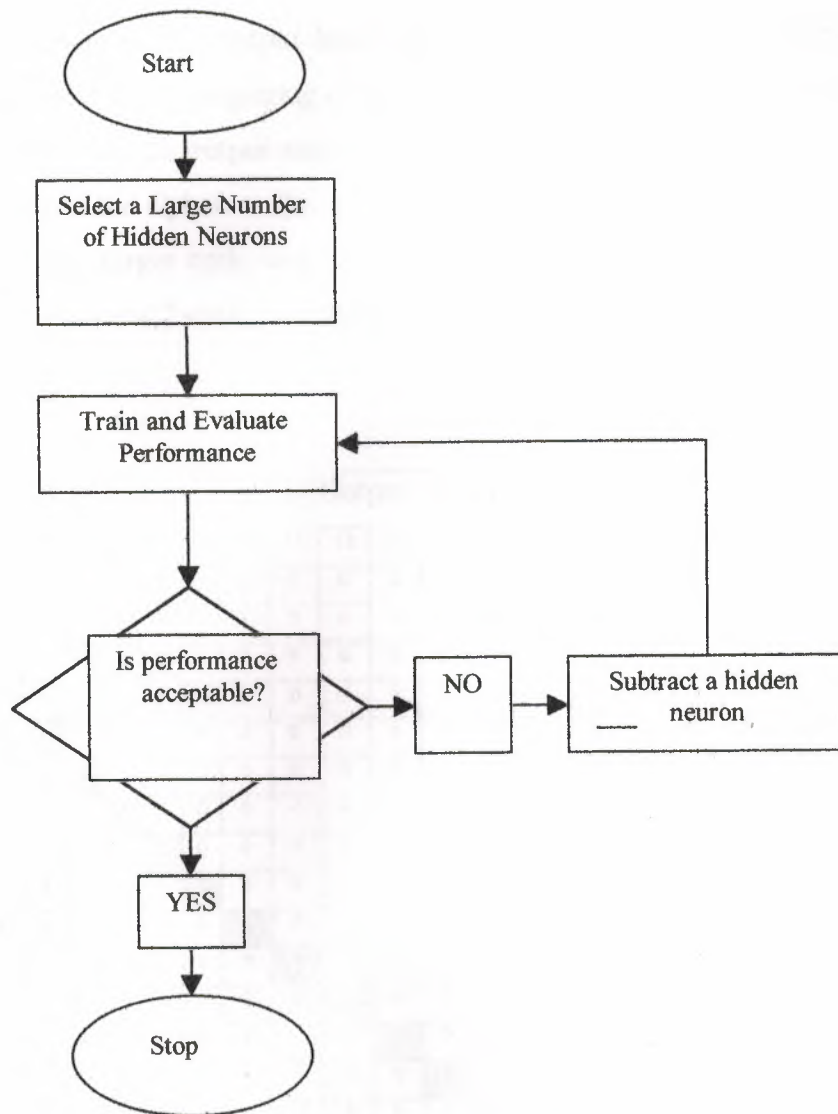 Start
Select a Large Number
of Hidden Neurons
Train and Evaluate
Performance
Is performance
acceptable?
NO
Subtract a hidden
neuron
YES
Stop